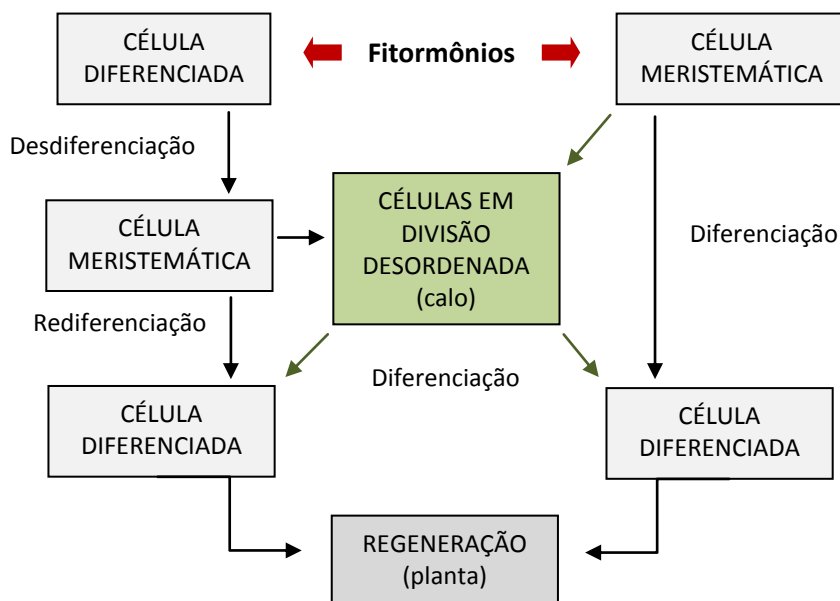 CÉLULA
DIFERENCIADA
Fitormônios
CÉLULA
MERISTEMÁTICA
Desdiferenciação
CÉLULAS EM
DIVISÃO
DESORDENADA
(calo)
CÉLULA
MERISTEMÁTICA
Diferenciação
Rediferenciação
Diferenciação
CÉLULA
DIFERENCIADA
CÉLULA
DIFERENCIADA
REGENERAÇÃO
(planta)